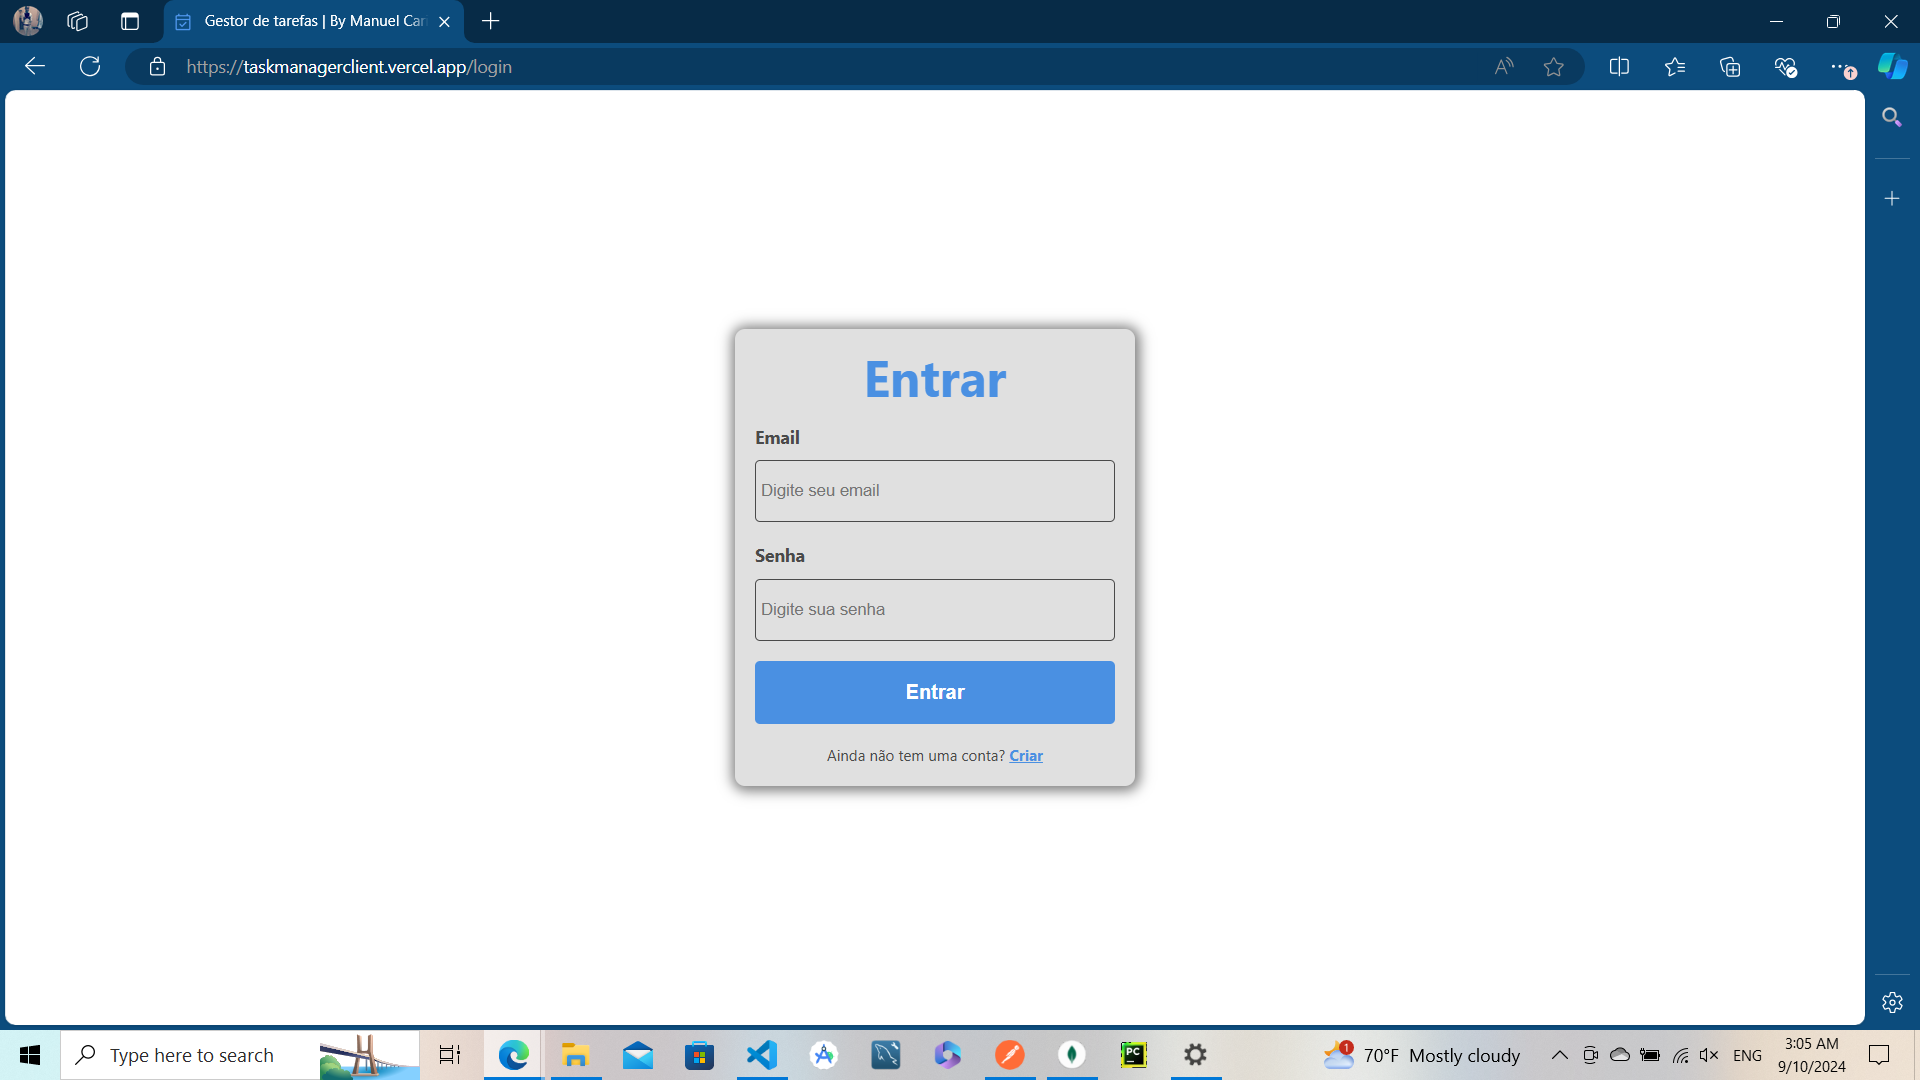 Gestor de tarefas | By Manuel Car
https://taskmanagerclient.vercel.app/login
Entrar
Email
Digite seu email
Senha
Digite sua senha
Entrar
Ainda não tem uma conta? Criar
Type here to search
PC
1
70°F Mostly cloudy
ENG
3:05 AM
9/10/2024